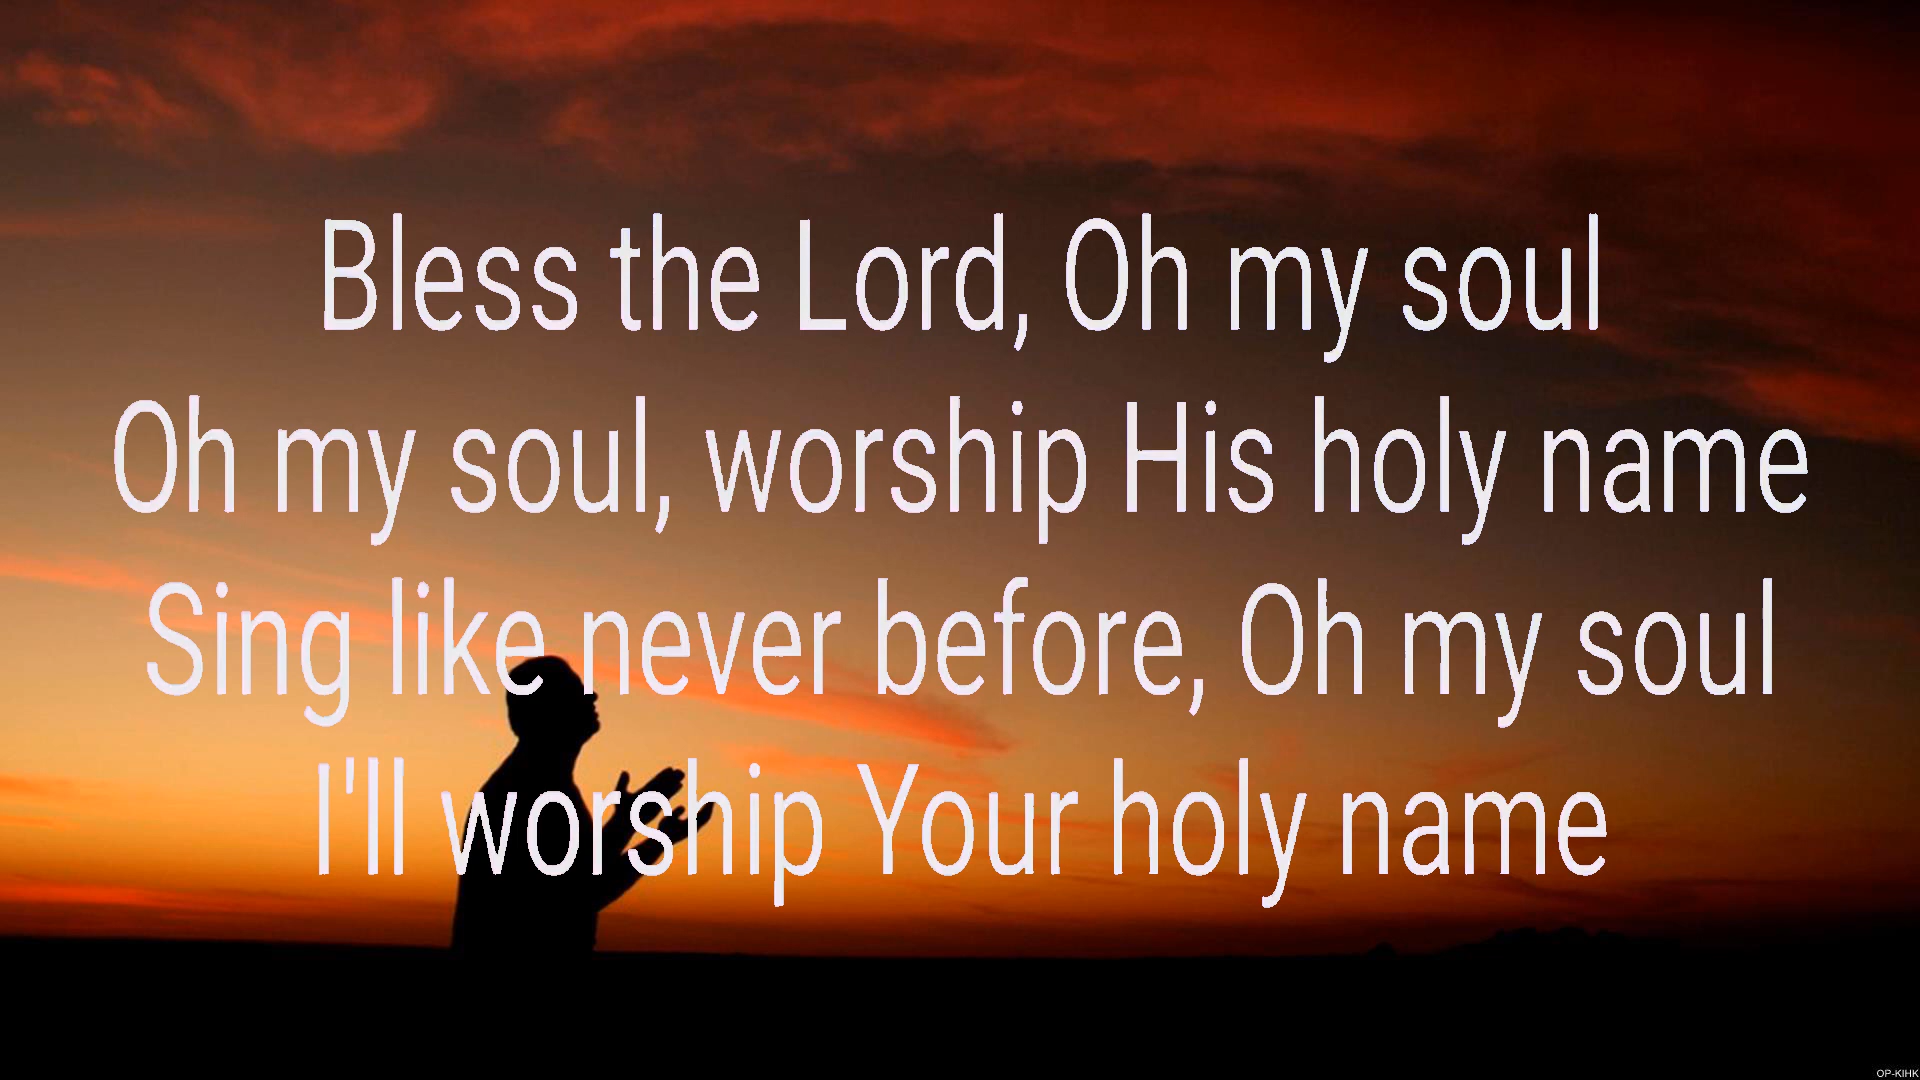 Bless the Lord, Oh my soul
Oh my soul, worship His holy name
Sing like never before, Oh my soul
I'll worship Your holy name
OP-KIHK